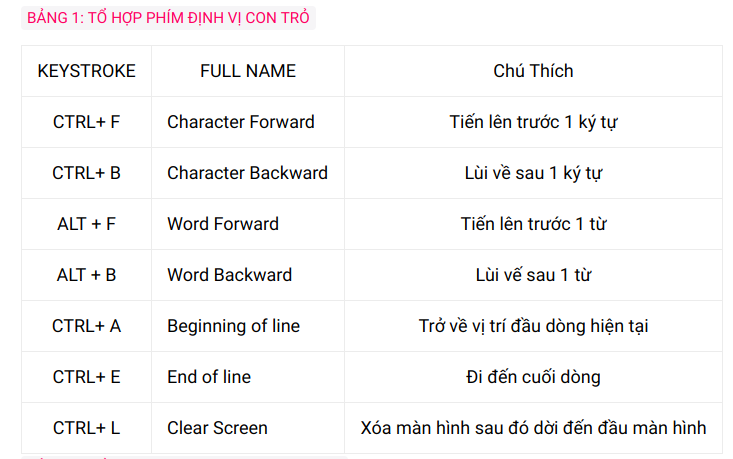 BẢNG 1: TỔ HỢP PHÍM ĐỊNH VỊ CON TRỎ
KEYSTROKE FULL NAME Chú Thích
CTRL+ F Character Forward Tiến lên trước 1 ký tự
CTRL+ B Character Backward Lùi về sau 1 ký tự
ALT + F Word Forward Tiến lên trước 1 từ
ALT + B Word Backward Lùi vế sau 1 từ
CTRL+ A Beginning of line Trở về vị trí đầu dòng hiện tại
CTRL+ E End of line Đi đến cuối dòng
CTRL+ L Clear Screen Xóa màn hình sau đó dời đến đầu màn hình